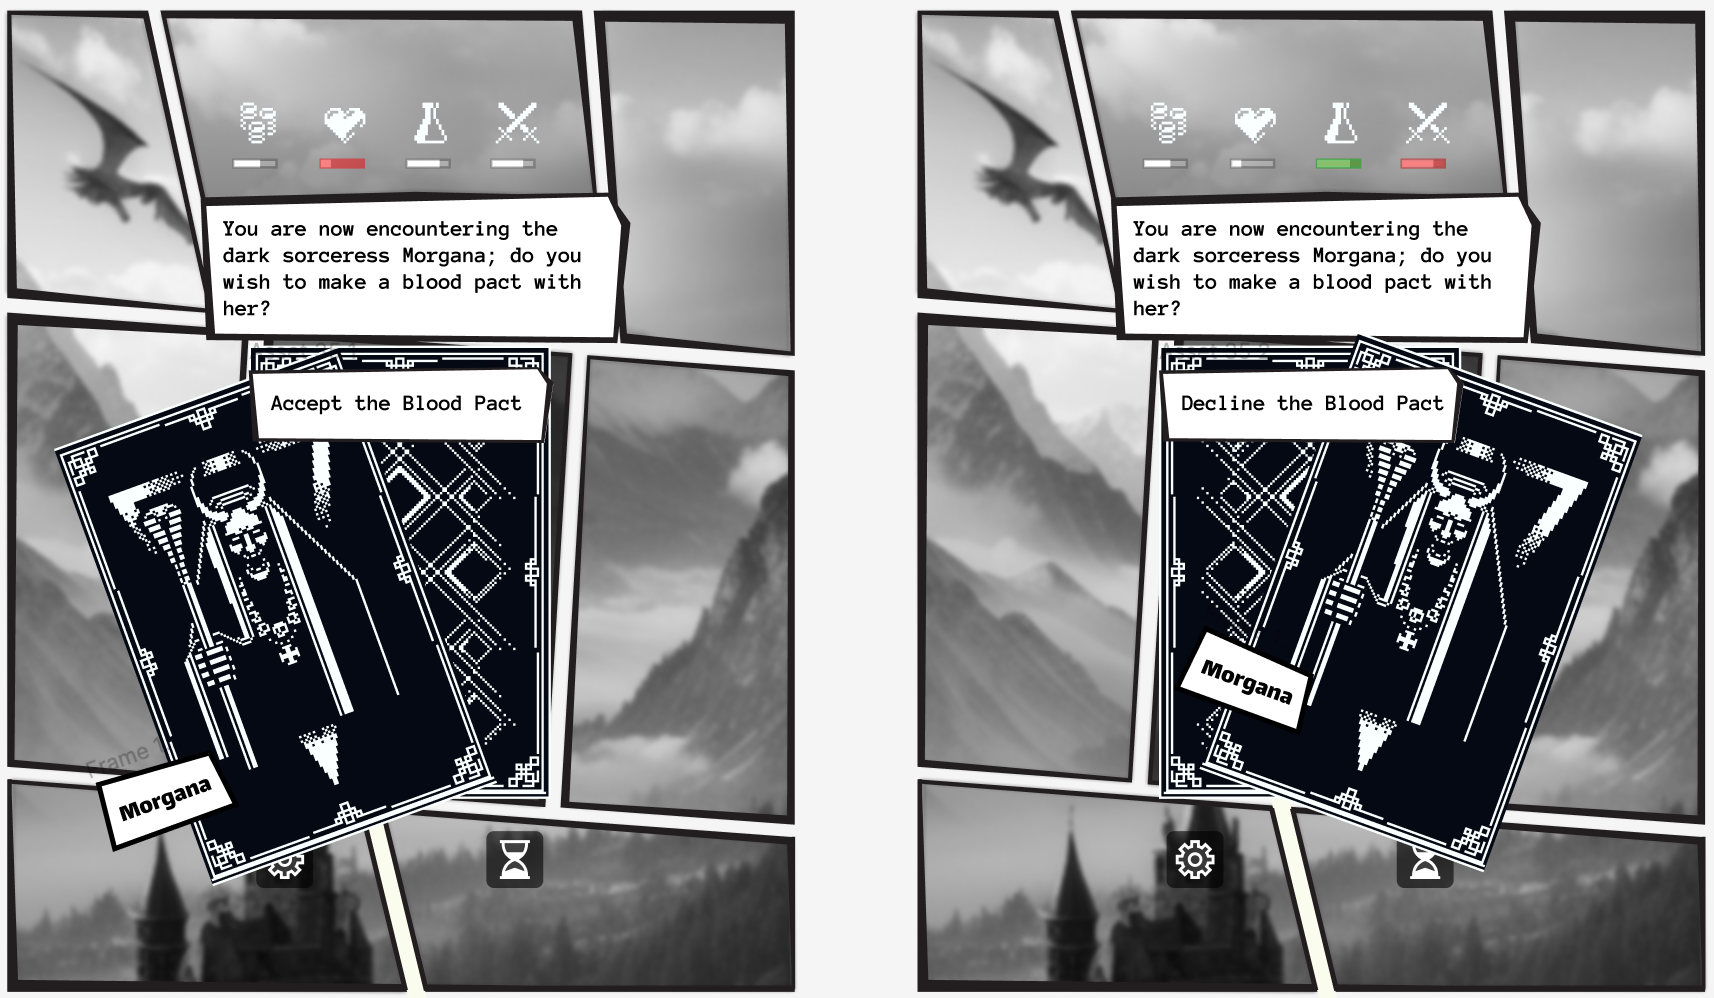 You are now encountering the
dark sorceress Morgana; do you
wish to make a blood pact with
her?
Accept the Blood Pact
Morgana
Frame 1
You are now encountering the
dark sorceress Morgana; do you
wish to make a blood pact with
her?
Decline the Blood Pact
Morgana